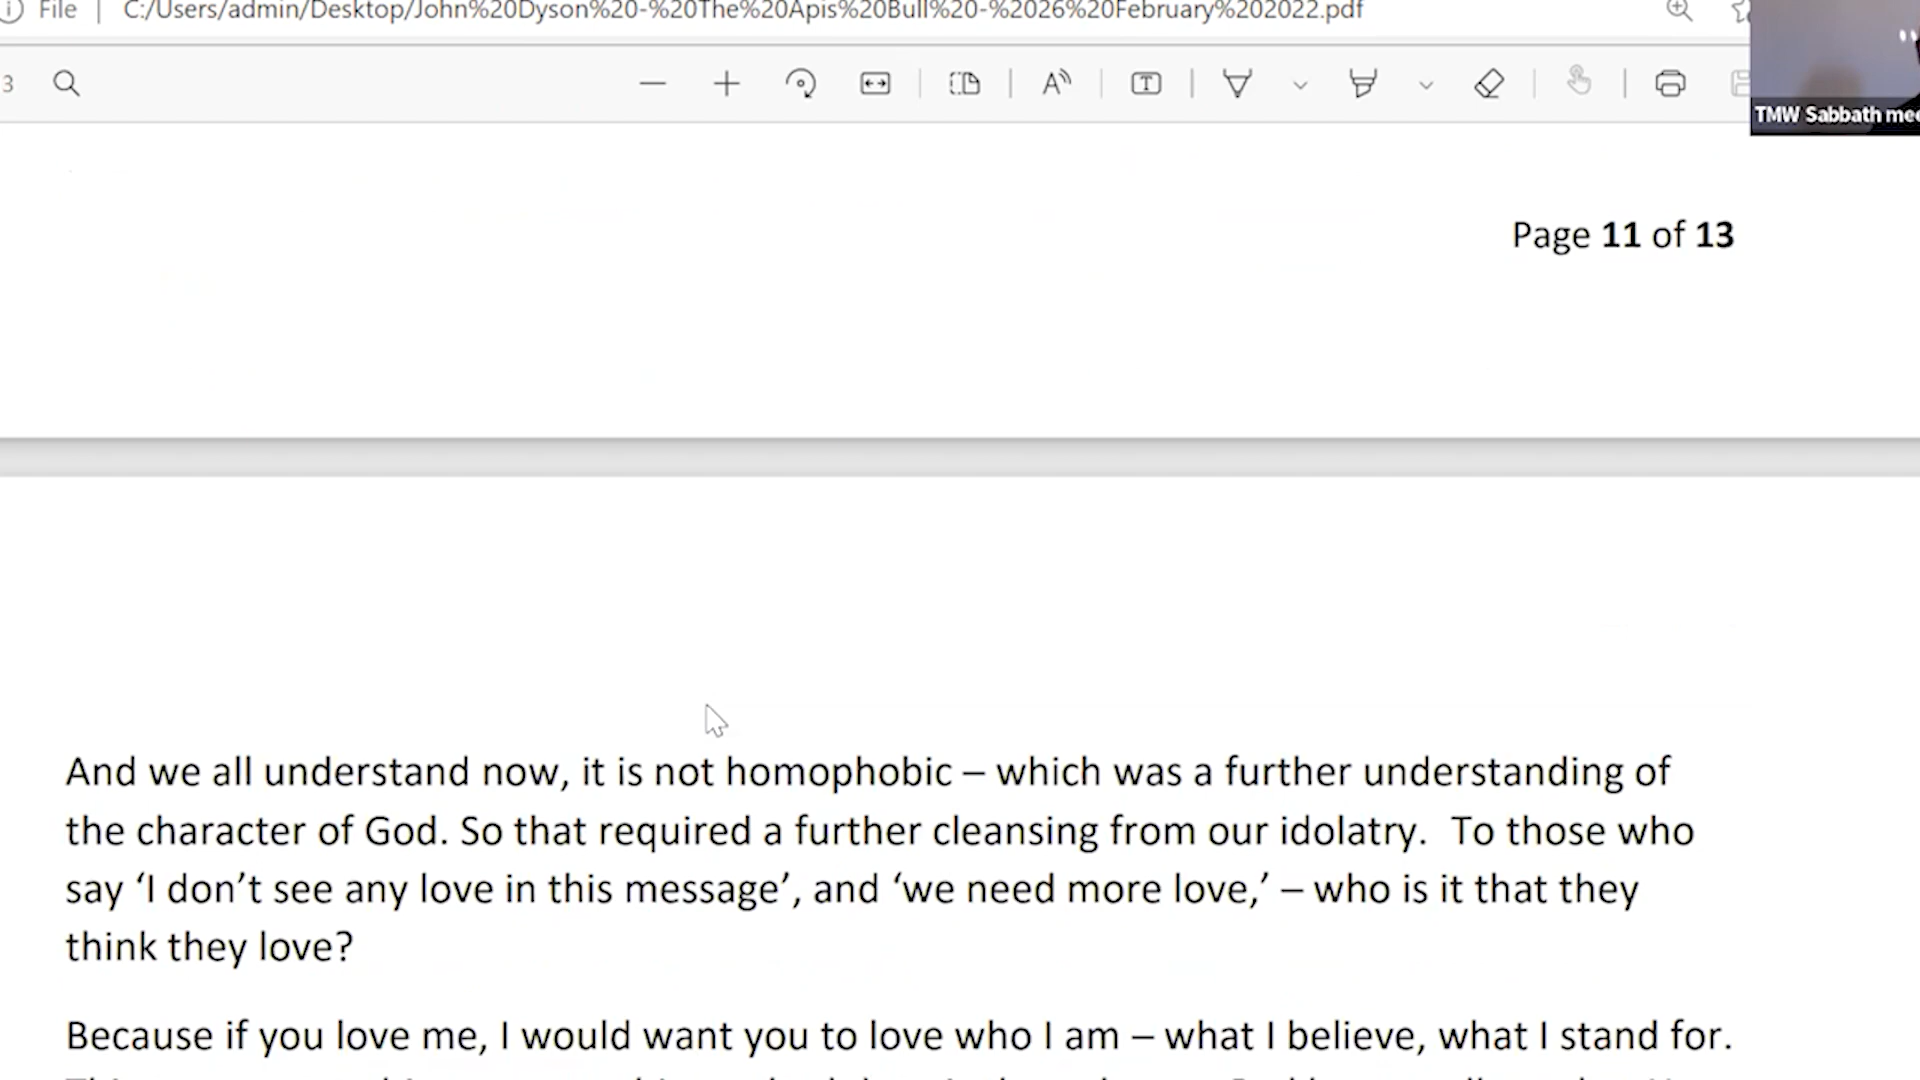 File | C:/Users/admin/Desktop/John%20Dyson%20-%20The%20Apis%20Bull%20-%2026%20February%202022.pdf
3
TMW Sabbath mee
Page 11 of 13
And we all understand now, it is not homophobic – which was a further understanding of
the character of God. So that required a further cleansing from our idolatry.  To those who
say ‘I don’t see any love in this message’, and ‘we need more love,’ – who is it that they
think they love?
Because if you love me, I would want you to love who I am – what I believe, what I stand for.